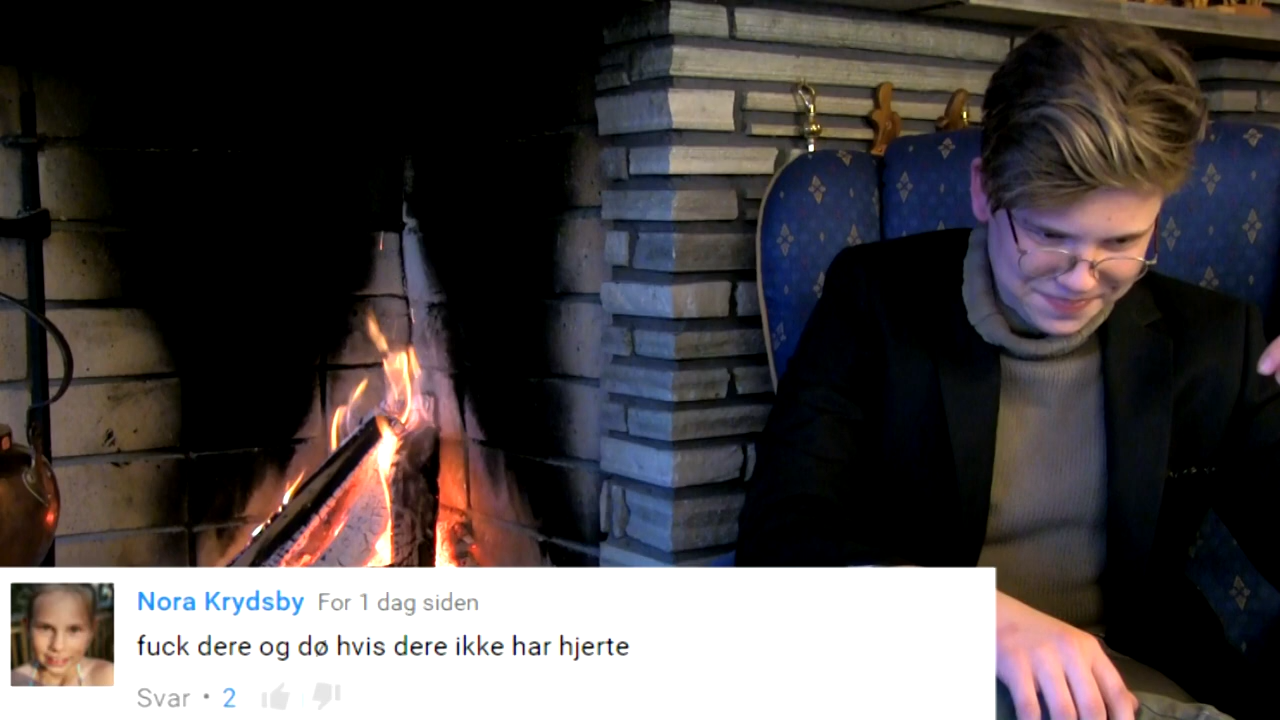 Nora Krydsby For 1 dag siden
fuck dere og dø hvis dere ikke har hjerte
Svar • 2